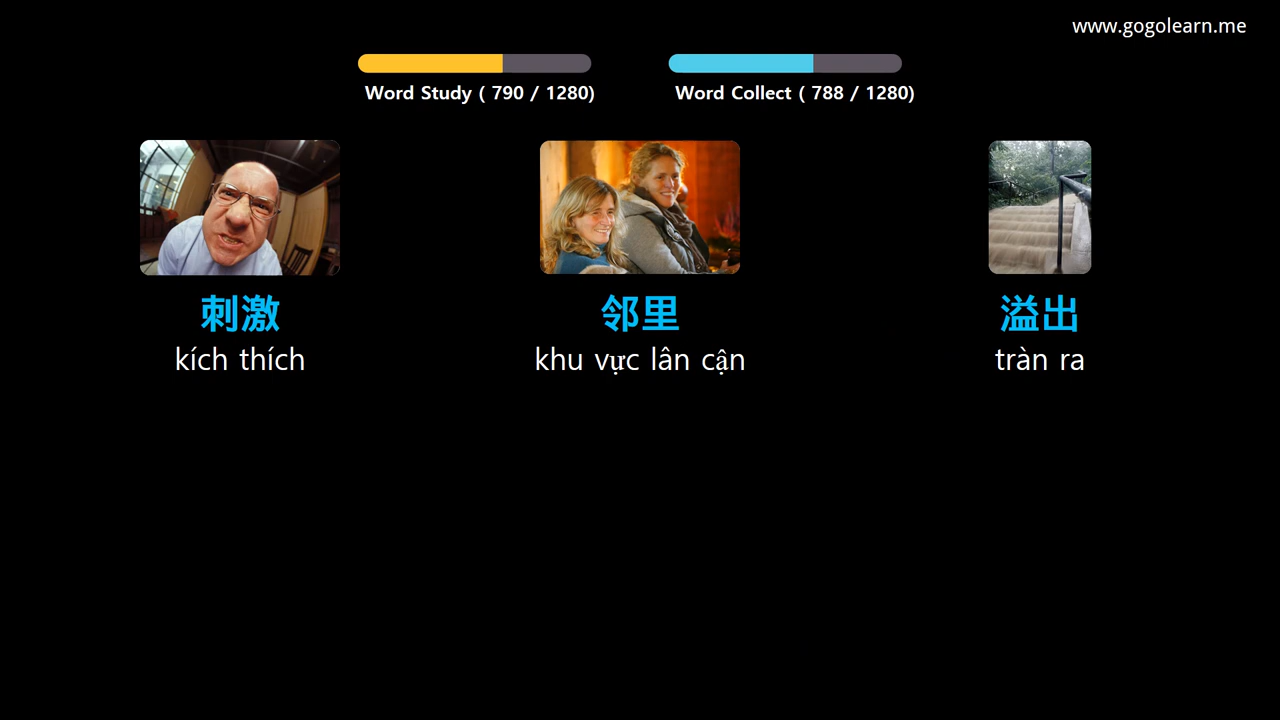 www.gogolearn.me
Word Study ( 790 / 1280)
Word Collect ( 788 / 1280)
刺激
邻里
溢出
kích thích
khu vực lân cận
tràn ra